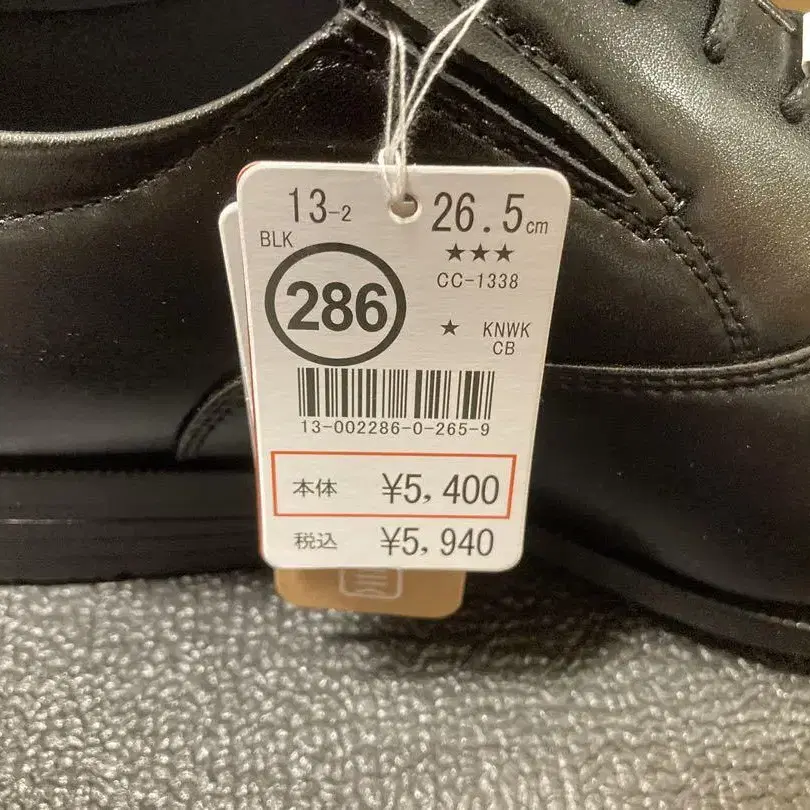 13-2 26.5cm
BLK ★★★
CC-1338
286
★ KNWK
CB
13-002286-0-265-9
本体 ¥5,400
税込 ¥5,940